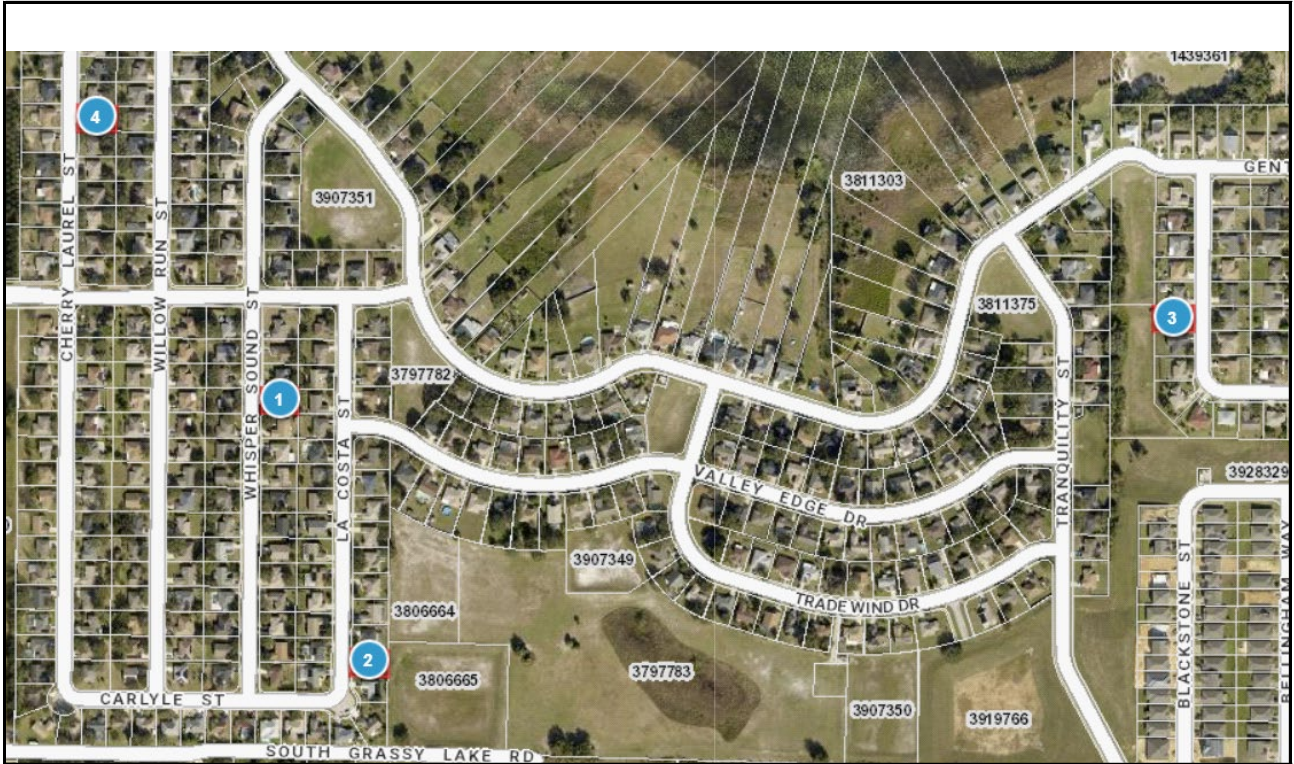 1439361
4
GENT
3811303
3907351
CHERRY LAUREL ST
WILLOW RUN ST
WHISPER SOUND ST
3811375
3
3797782
1
LA COSTA ST
TRANQUILITY ST
VALLEY EDGE DR
3928329
3907349
BLACKSTONE ST
BELLINGHAM WAY
TRADE WIND DR
3806664
2
3806665
3797783
CARLYLE ST
3907350
3919766
SOUTH GRASSY LAKE RD